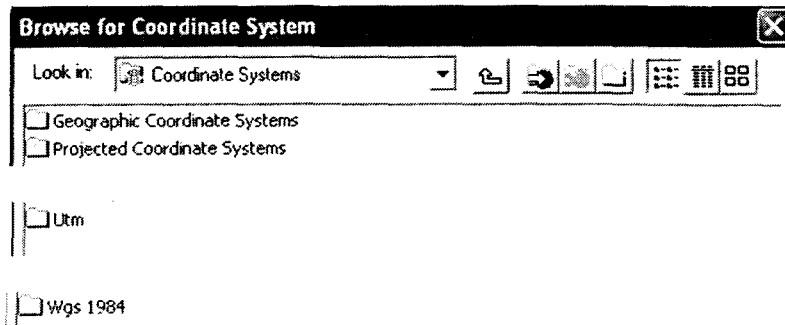 Browse for Coordinate System
Look in: Coordinate Systems
Geographic Coordinate Systems
Projected Coordinate Systems
Utm
Wgs 1984